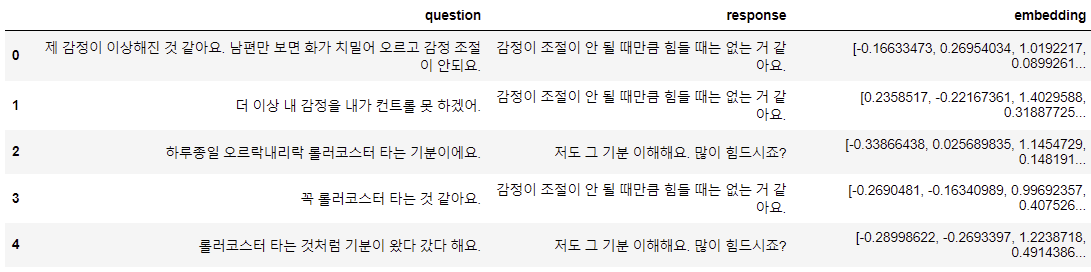 question response embedding
0 제 감정이 이상해진 것 같아요. 남편만 보면 화가 치밀어 오르고 감정 조절이 안되요. 감정이 조절이 안 될 때만큼 힘들 때는 없는 거 같아요. [-0.16633473, 0.26954034, 1.0192217, 0.0899261...
1 더 이상 내 감정을 내가 컨트롤 못 하겠어. 감정이 조절이 안 될 때만큼 힘들 때는 없는 거 같아요. [0.2358517, -0.22167361, 1.4029588, 0.31887725...
2 하루종일 오르락내리락 롤러코스터 타는 기분이에요. 저도 그 기분 이해해요. 많이 힘드시죠? [-0.33866438, 0.025689835, 1.1454729, 0.148191...
3 꼭 롤러코스터 타는 것 같아요. 감정이 조절이 안 될 때만큼 힘들 때는 없는 거 같아요. [-0.2690481, -0.16340989, 0.99692357, 0.407526...
4 롤러코스터 타는 것처럼 기분이 왔다 갔다 해요. 저도 그 기분 이해해요. 많이 힘드시죠? [-0.28998622, -0.2693397, 1.2238718, 0.4914386...